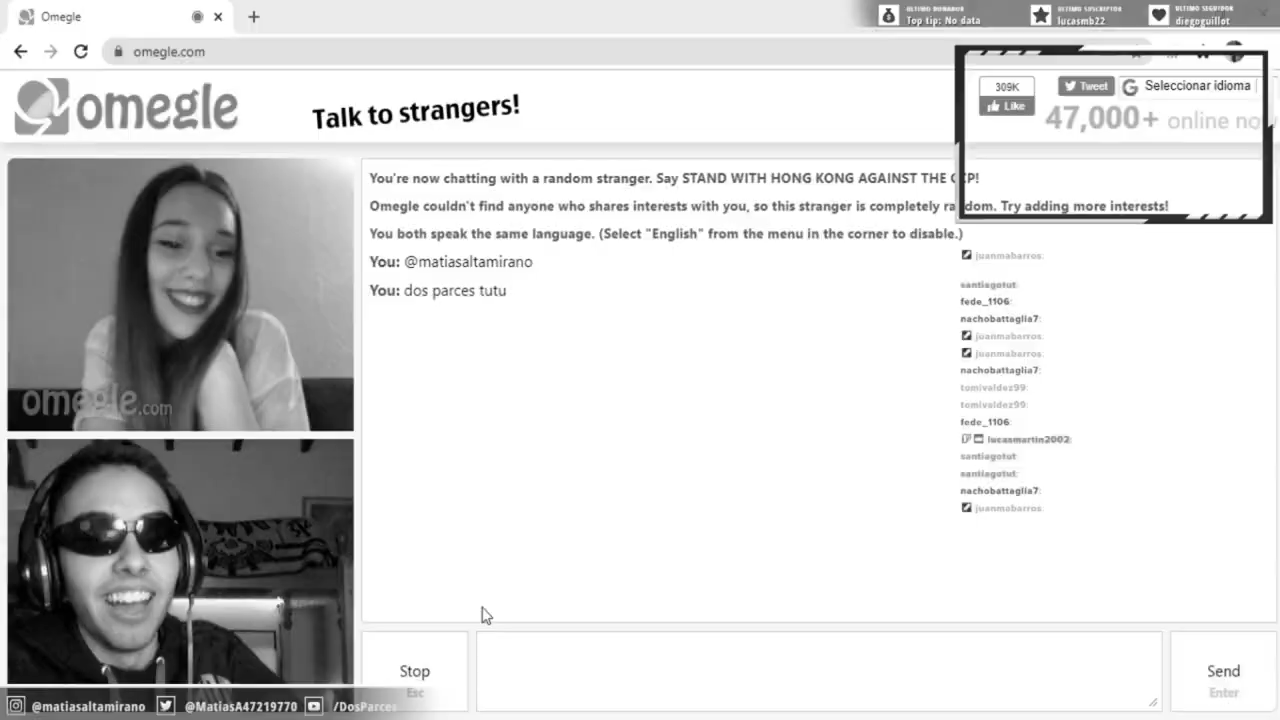 Omegle
ÚLTIMO DONADOR
Top tip: No data
ÚLTIMO SUSCRIPTOR
lucasmb22
ÚLTIMO SEGUIDOR
diegoguillot
omegle.com
omegle
Talk to strangers!
309K
Like
Tweet
Seleccionar idioma
47,000+ online no
You're now chatting with a random stranger. Say STAND WITH HONG KONG AGAINST THE CCP!
Omegle couldn't find anyone who shares interests with you, so this stranger is completely random. Try adding more interests!
You both speak the same language. (Select "English" from the menu in the corner to disable.)
You: @matiasaltamirano
You: dos parces tutu
juanmabarros:
santiagotut:
fede_1106:
nachobattaglia7:
juanmabarros:
juanmabarros:
nachobattaglia7:
tomivaldez99:
tomivaldez99:
fede_1106:
lucasmartin2002:
santiagotut:
santiagotut:
nachobattaglia7:
juanmabarros:
omegle.com
Stop
Esc
Send
Enter
@matiasaltamirano
@MatiasA47219770
/DosParces